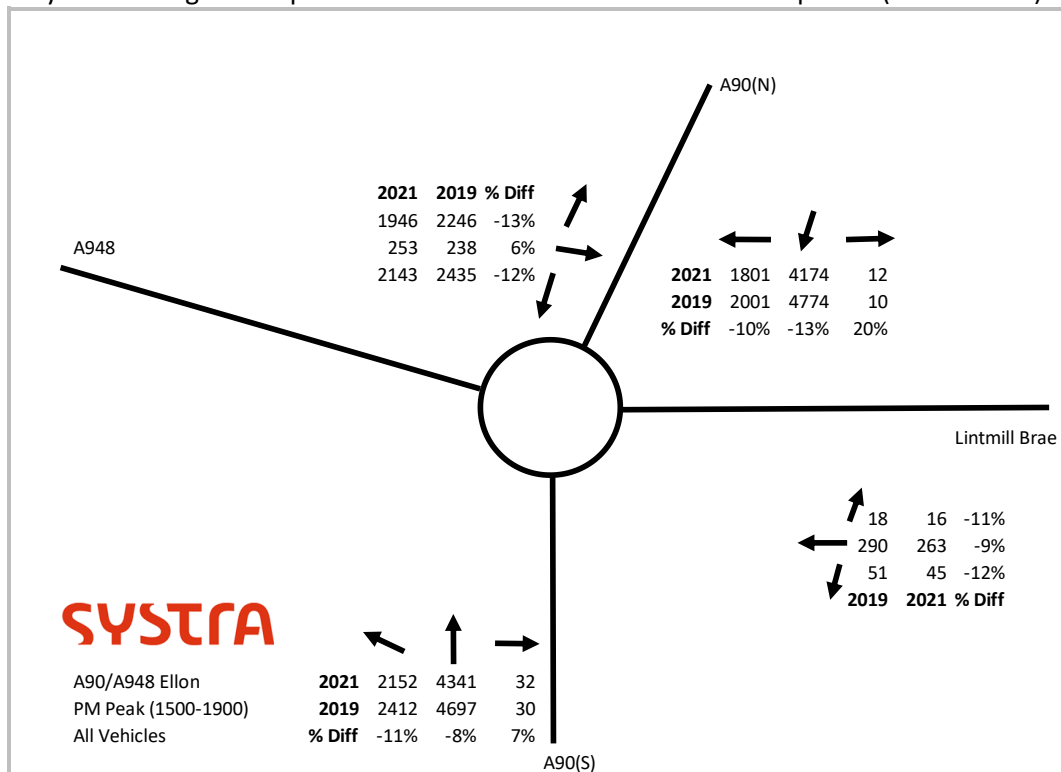 A90(N)
2021 2019 % Diff
1946 2246 -13%
253 238 6%
2143 2435 -12%
A948
2021 1801 4174 12
2019 2001 4774 10
% Diff -10% -13% 20%
Lintmill Brae
18 16 -11%
290 263 -9%
51 45 -12%
2019 2021 % Diff
SYSTRA
A90/A948 Ellon
PM Peak (1500-1900)
All Vehicles
2021 2152 4341 32
2019 2412 4697 30
% Diff -11% -8% 7%
A90(S)